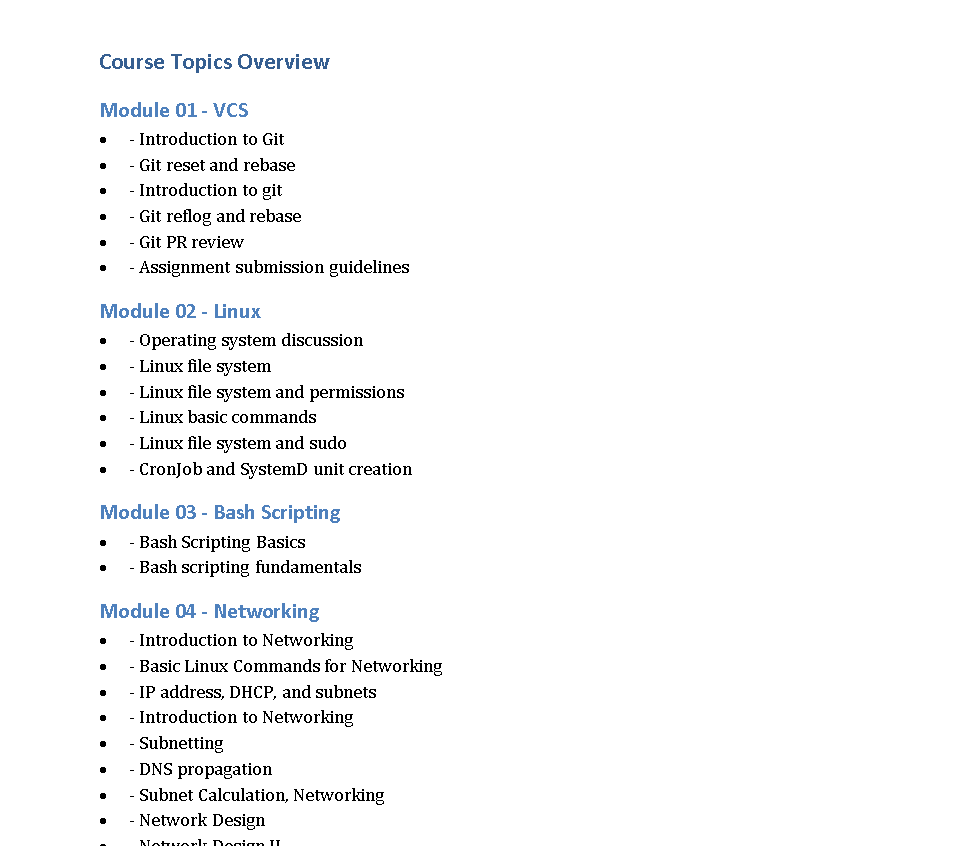 Course Topics Overview
Module 01 - VCS
• - Introduction to Git
• - Git reset and rebase
• - Introduction to git
• - Git reflog and rebase
• - Git PR review
• - Assignment submission guidelines
Module 02 - Linux
• - Operating system discussion
• - Linux file system
• - Linux file system and permissions
• - Linux basic commands
• - Linux file system and sudo
• - CronJob and SystemD unit creation
Module 03 - Bash Scripting
• - Bash Scripting Basics
• - Bash scripting fundamentals
Module 04 - Networking
• - Introduction to Networking
• - Basic Linux Commands for Networking
• - IP address, DHCP, and subnets
• - Introduction to Networking
• - Subnetting
• - DNS propagation
• - Subnet Calculation, Networking
• - Network Design
• - Network Design II